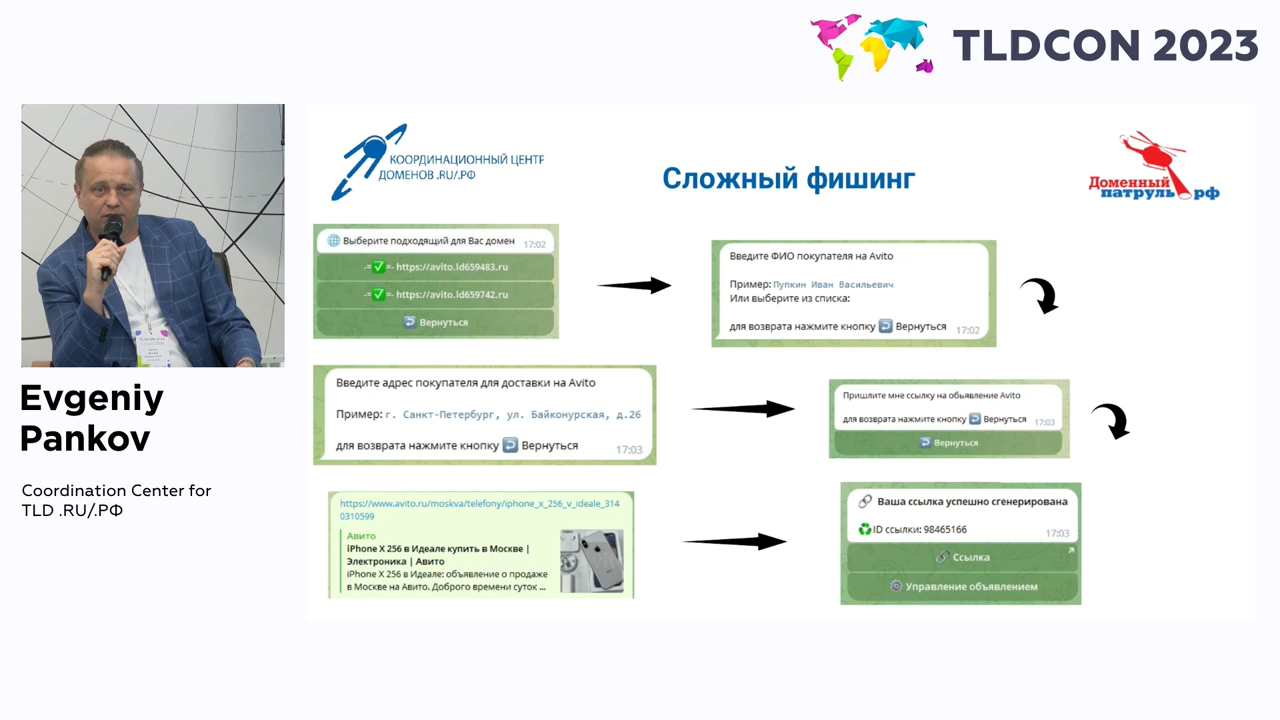 TLDCON 2023
КООРДИНАЦИОННЫЙ ЦЕНТР
ДОМЕНОВ .RU/.РФ
Сложный фишинг
Доменный
патруль.рф
Выберите подходящий для Вас домен 17:02
-=✅=- https://avito.ld659483.ru
-=✅=- https://avito.ld659742.ru
Вернуться
Введите ФИО покупателя на Avito
Пример: Пупкин Иван Васильевич
Или выберите из списка:
для возврата нажмите кнопку Вернуться 17:02
Введите адрес покупателя для доставки на Avito
Пример: г. Санкт-Петербург, ул. Байконурская, д.26
для возврата нажмите кнопку Вернуться 17:03
Пришлите мне ссылку на обьявление Avito
для возврата нажмите кнопку Вернуться 17:03
Вернуться
https://www.avito.ru/moskva/telefony/iphone_x_256_v_ideale_314
0310599
Авито
iPhone X 256 в Идеале купить в Москве |
Электроника | Авито
iPhone X 256 в Идеале: объявление о продаже
в Москве на Авито. Доброго времени суток ...
Ваша ссылка успешно сгенерирована
ID ссылки: 98465166 17:03
Ссылка
Управление объявлением
Evgeniy
Pankov
Coordination Center for
TLD .RU/.РФ